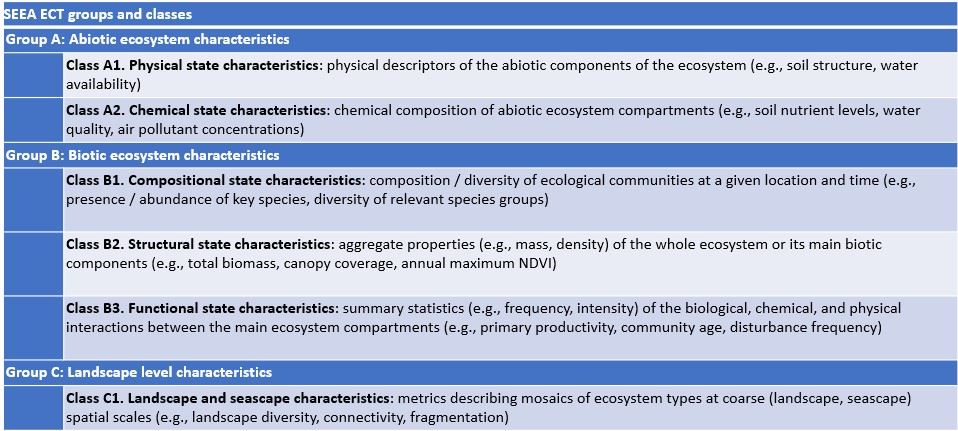 SEEA ECT groups and classes
Group A: Abiotic ecosystem characteristics
Class A1. Physical state characteristics: physical descriptors of the abiotic components of the ecosystem (e.g., soil structure, water
availability)
Class A2. Chemical state characteristics: chemical composition of abiotic ecosystem compartments (e.g., soil nutrient levels, water
quality, air pollutant concentrations)
Group B: Biotic ecosystem characteristics
Class B1. Compositional state characteristics: composition / diversity of ecological communities at a given location and time (e.g.,
presence / abundance of key species, diversity of relevant species groups)
Class B2. Structural state characteristics: aggregate properties (e.g., mass, density) of the whole ecosystem or its main biotic
components (e.g., total biomass, canopy coverage, annual maximum NDVI)
Class B3. Functional state characteristics: summary statistics (e.g., frequency, intensity) of the biological, chemical, and physical
interactions between the main ecosystem compartments (e.g., primary productivity, community age, disturbance frequency)
Group C: Landscape level characteristics
Class C1. Landscape and seascape characteristics: metrics describing mosaics of ecosystem types at coarse (landscape, seascape)
spatial scales (e.g., landscape diversity, connectivity, fragmentation)